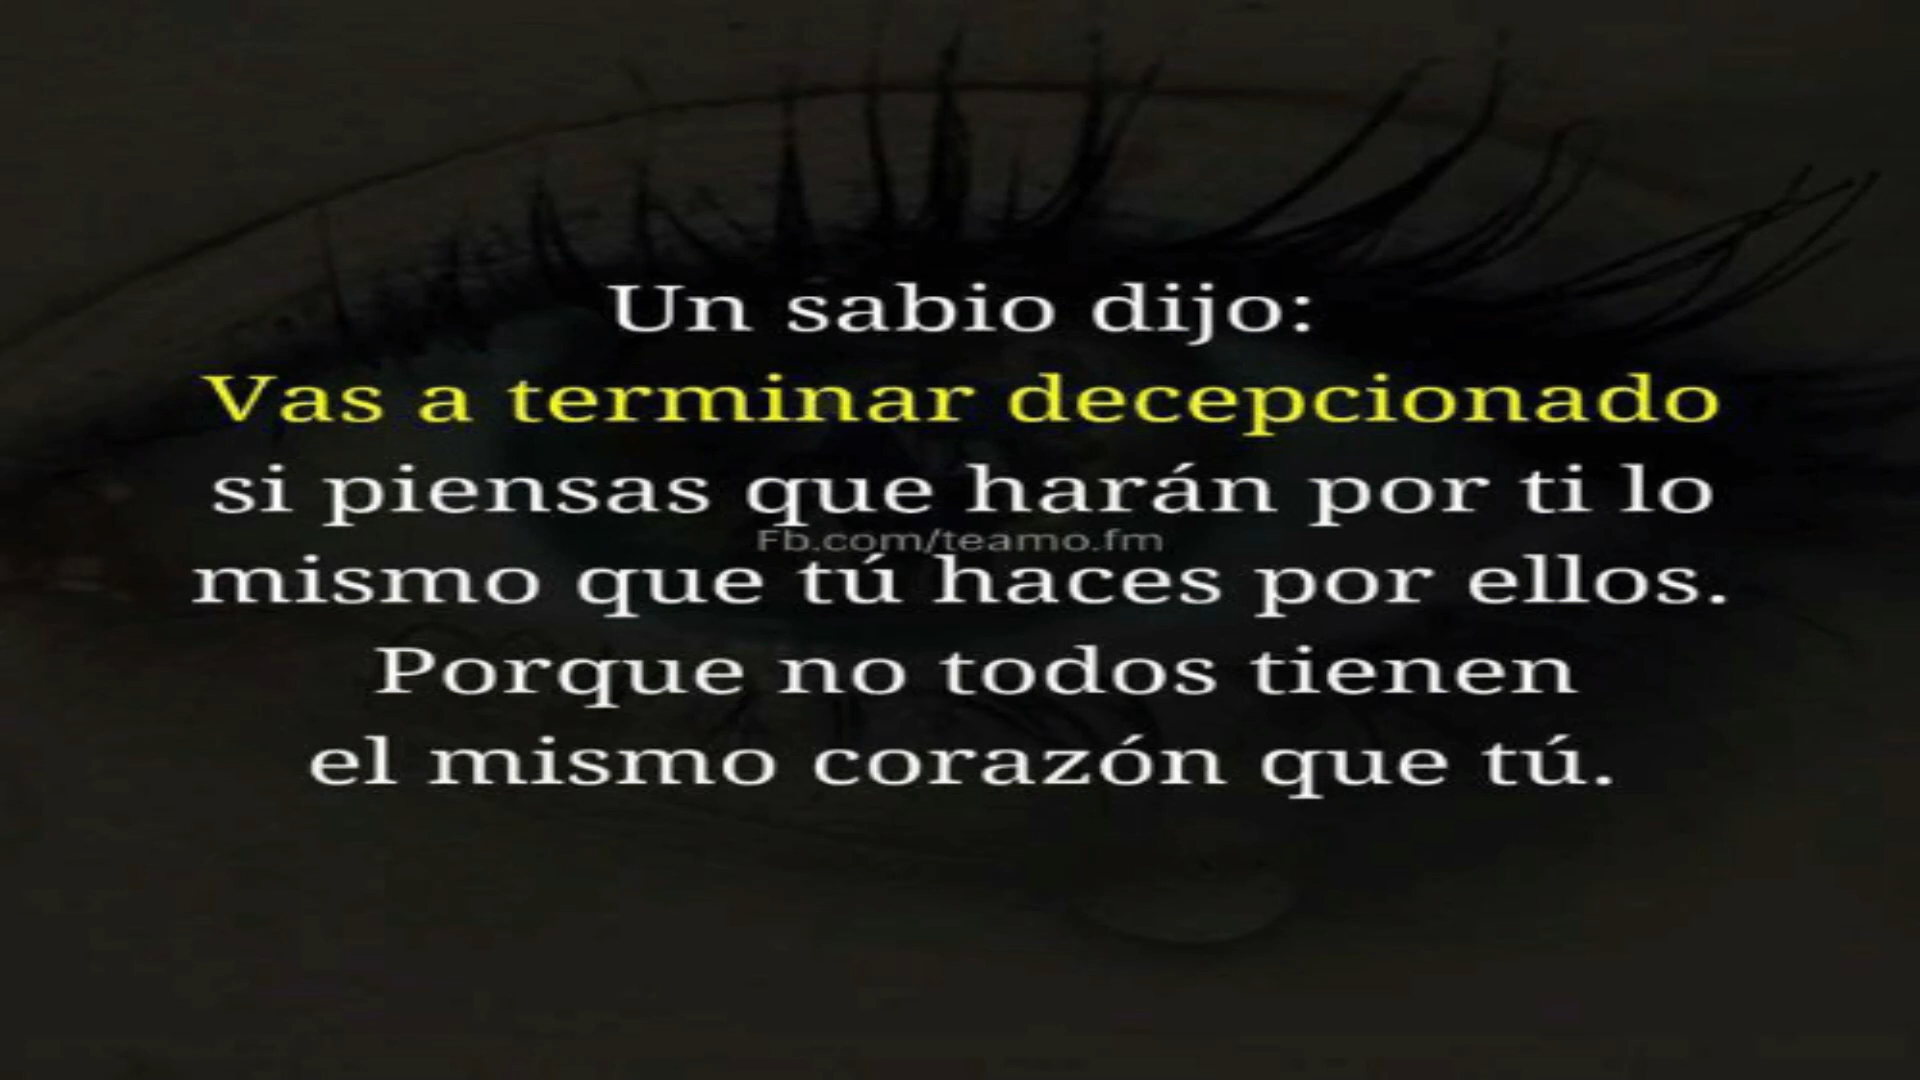 Un sabio dijo:
Vas a terminar decepcionado
si piensas que harán por ti lo
Fb.com/teamo.fm
mismo que tú haces por ellos.
Porque no todos tienen
el mismo corazón que tú.